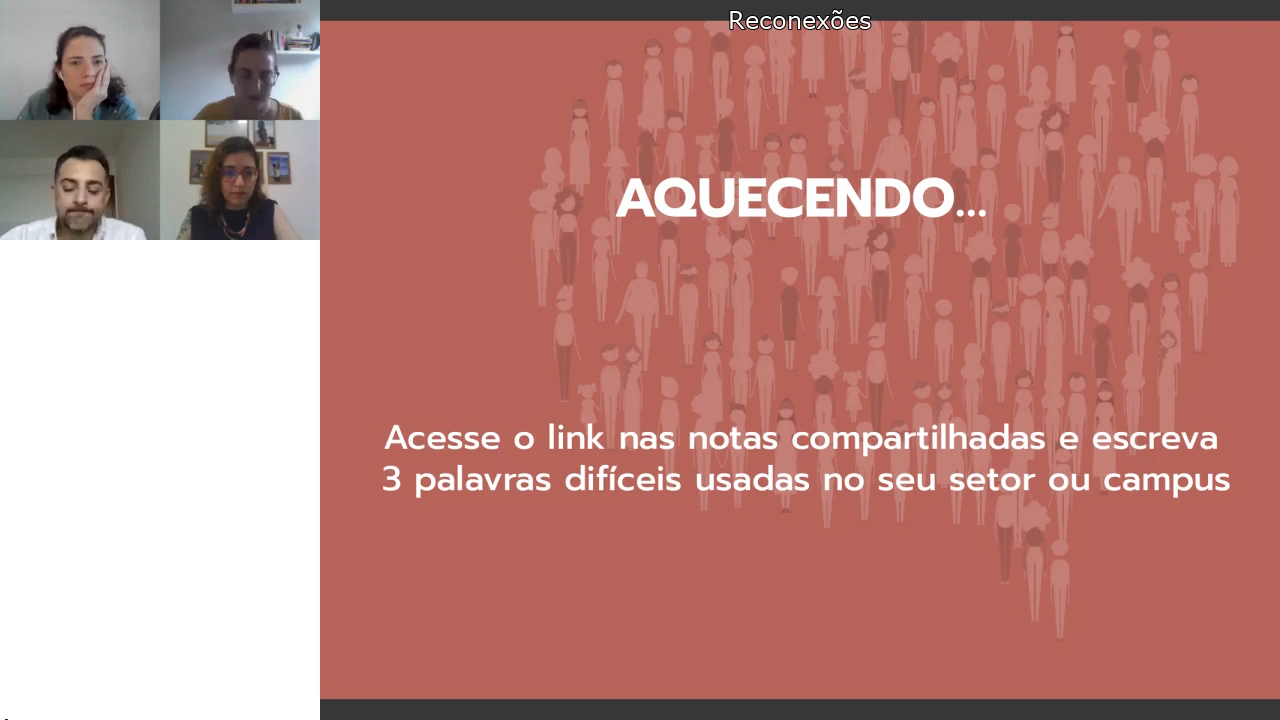 Reconexões
AQUECENDO...
Acesse o link nas notas compartilhadas e escreva
3 palavras difíceis usadas no seu setor ou campus